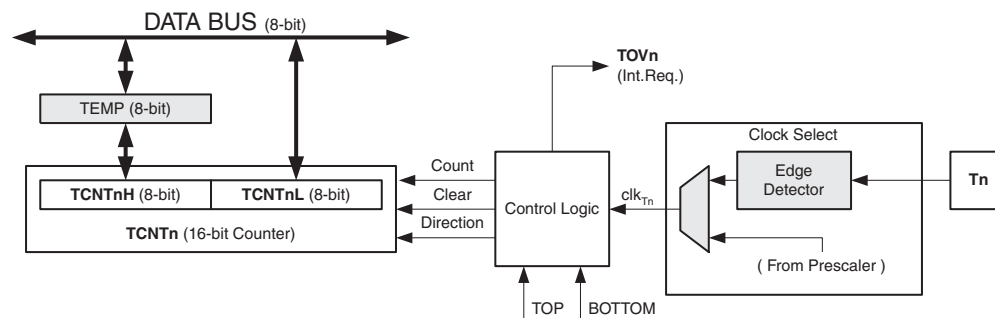 DATA BUS (8-bit)
TOVn
(Int.Req.)
TEMP (8-bit)
Clock Select
Count
Edge
Detector
Tn
TCNTnH (8-bit)
TCNTnL (8-bit)
Clear
Control Logic
clkTn
Direction
TCNTn (16-bit Counter)
( From Prescaler )
TOP
BOTTOM